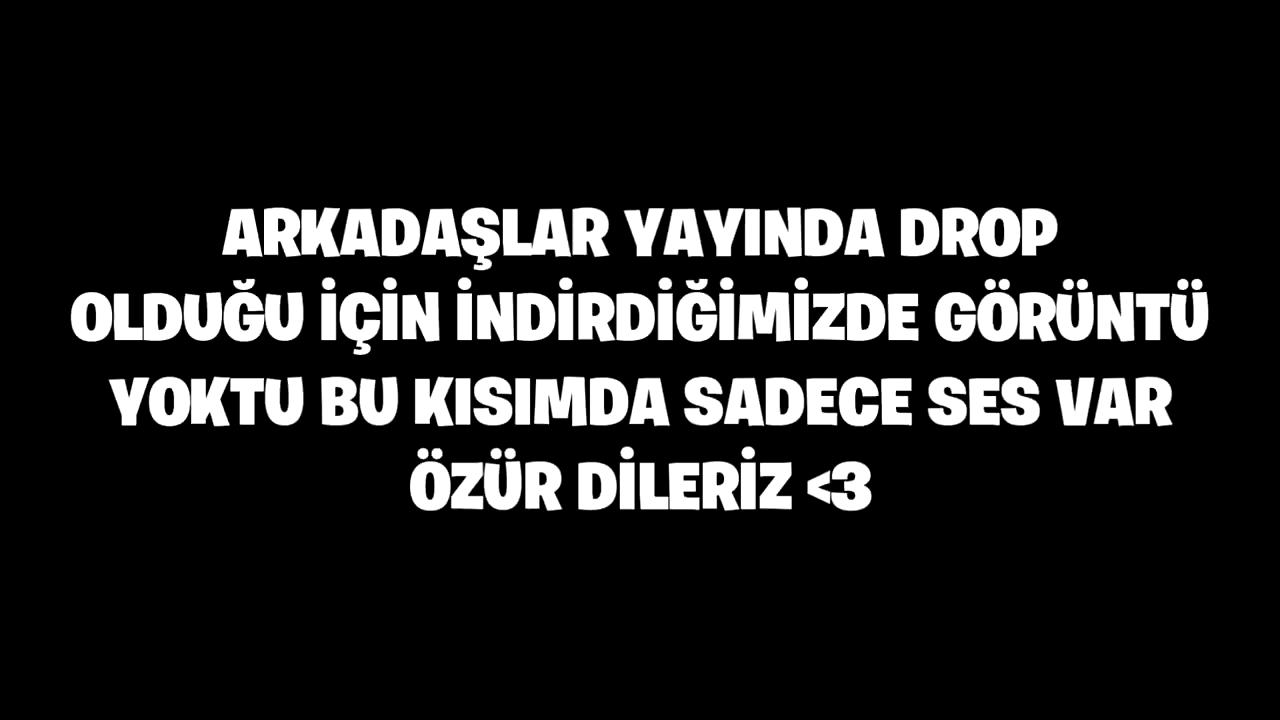 ARKADAŞLAR YAYINDA DROP
OLDUĞU İÇİN İNDİRDİĞİMİZDE GÖRÜNTÜ
YOKTU BU KISIMDA SADECE SES VAR
ÖZÜR DİLERİZ <3